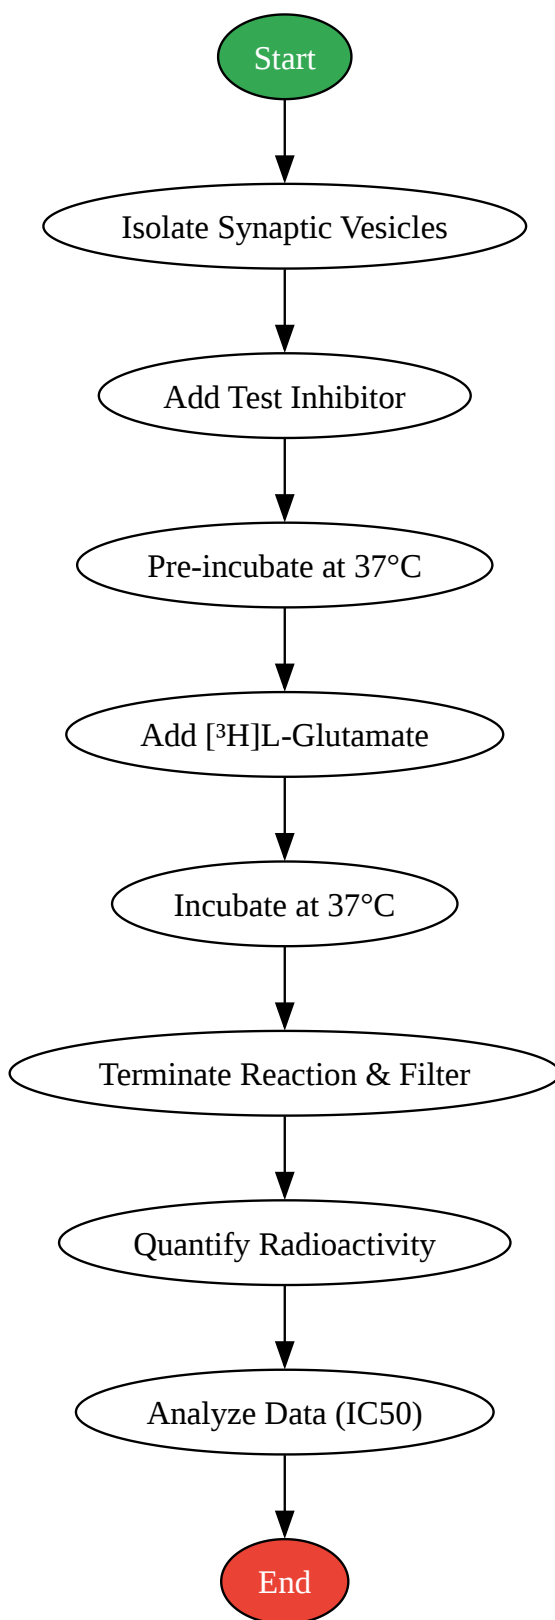 Start
Isolate Synaptic Vesicles
Add Test Inhibitor
Pre-incubate at 37°C
Add [³H]L-Glutamate
Incubate at 37°C
Terminate Reaction & Filter
Quantify Radioactivity
Analyze Data (IC50)
End